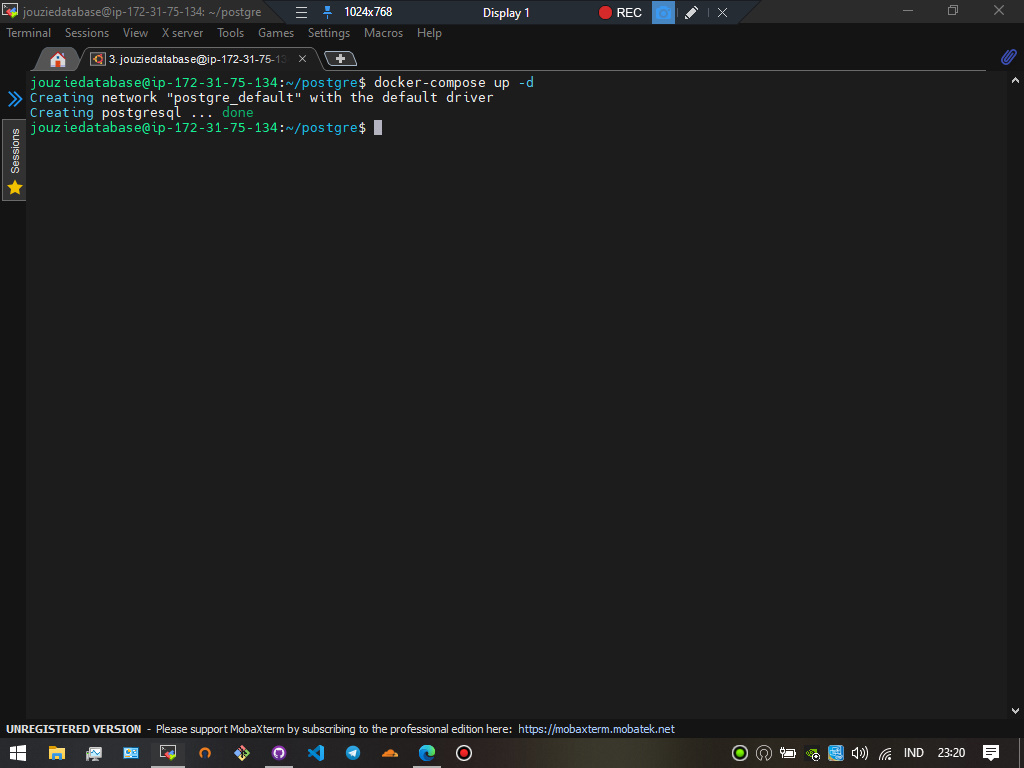 jouziedatabase@ip-172-31-75-134: ~/postgre
1024x768
Display 1
REC
Terminal Sessions View X server Tools Games Settings Macros Help
3. jouziedatabase@ip-172-31-75-13
jouziedatabase@ip-172-31-75-134:~/postgre$ docker-compose up -d
Creating network "postgre_default" with the default driver
Creating postgresql ... done
jouziedatabase@ip-172-31-75-134:~/postgre$
Sessions
UNREGISTERED VERSION - Please support MobaXterm by subscribing to the professional edition here: https://mobaxterm.mobatek.net
IND 23:20